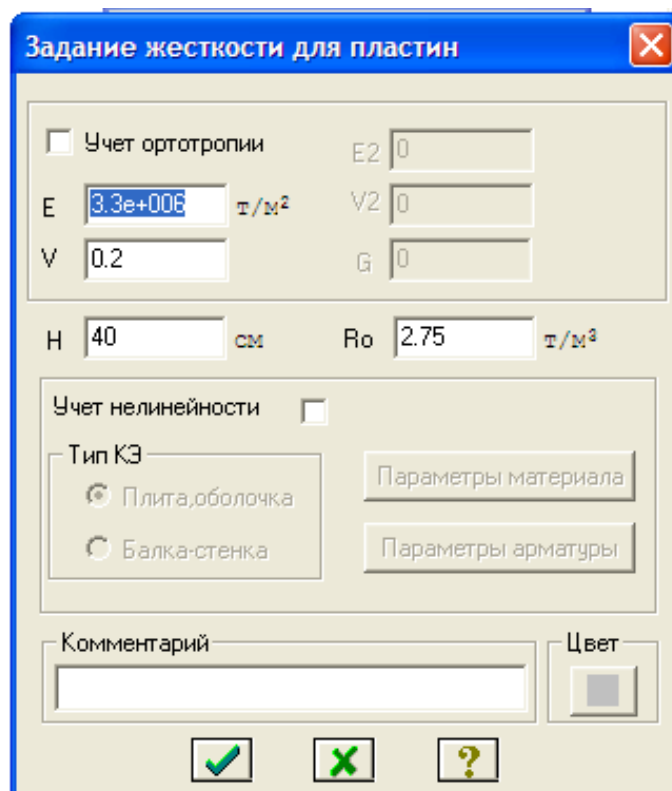 Задание жесткости для пластин
Учет ортотропии
E2 0
E 3.3e+006 т/м²
V2 0
V 0.2
G 0
H 40 см Ro 2.75 т/м³
Учет нелинейности
Тип КЭ
Плита,оболочка
Параметры материала
Балка-стенка
Параметры арматуры
Комментарий
Цвет
?